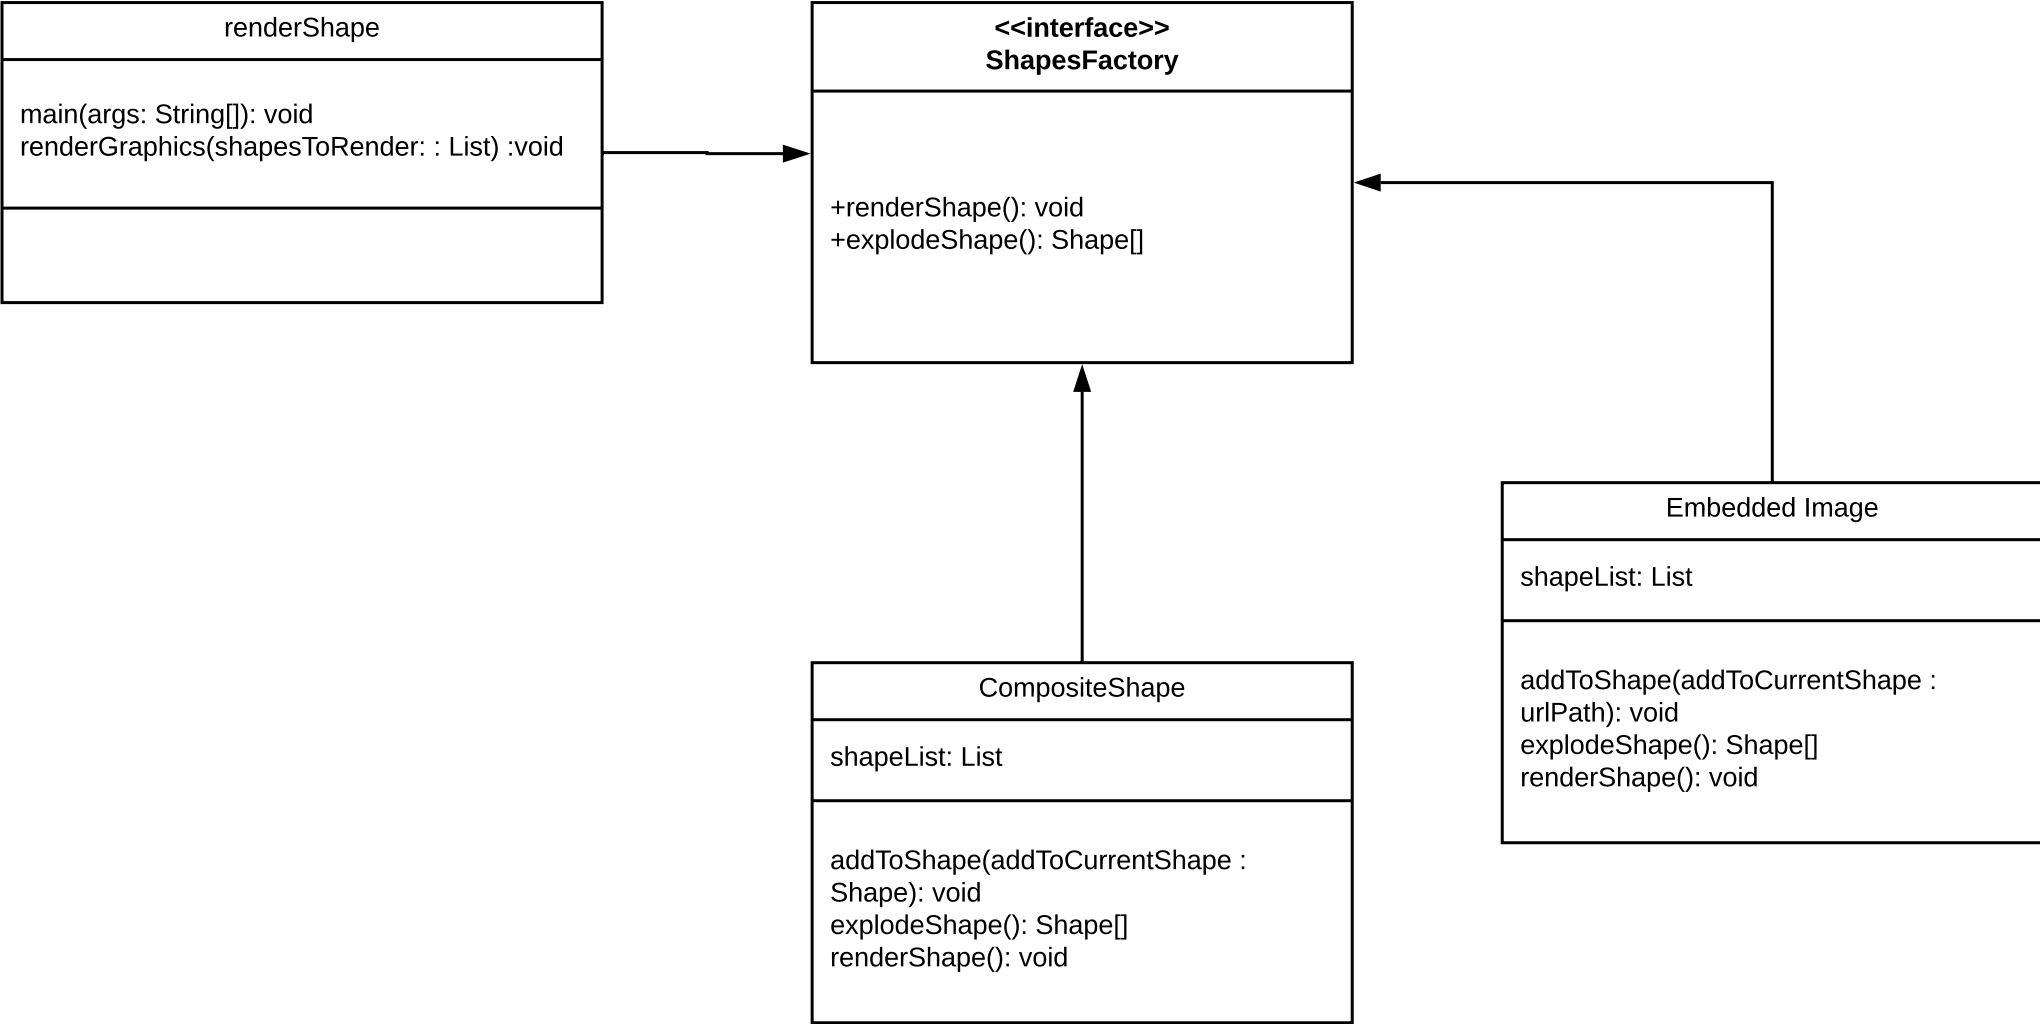 renderShape
main(args: String[]): void
renderGraphics(shapesToRender: : List) :void
<<interface>>
ShapesFactory
+renderShape(): void
+explodeShape(): Shape[]
Embedded Image
shapeList: List
addToShape(addToCurrentShape :
urlPath): void
explodeShape(): Shape[]
renderShape(): void
CompositeShape
shapeList: List
addToShape(addToCurrentShape :
Shape): void
explodeShape(): Shape[]
renderShape(): void